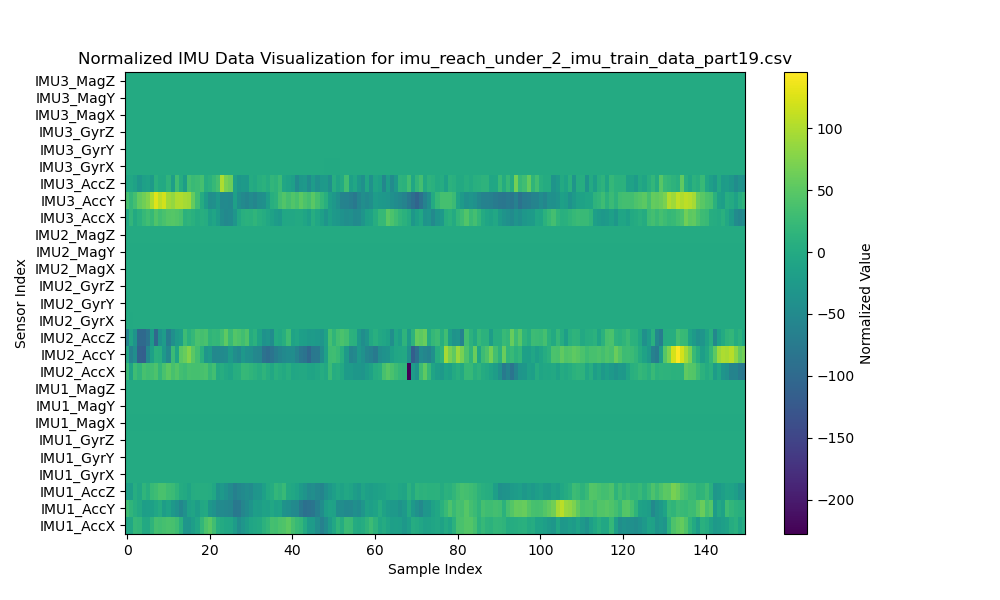 Normalized IMU Data Visualization for imu_reach_under_2_imu_train_data_part19.csv
Sensor Index
IMU3_MagZ
IMU3_MagY
IMU3_MagX
IMU3_GyrZ
IMU3_GyrY
IMU3_GyrX
IMU3_AccZ
IMU3_AccY
IMU3_AccX
IMU2_MagZ
IMU2_MagY
IMU2_MagX
IMU2_GyrZ
IMU2_GyrY
IMU2_GyrX
IMU2_AccZ
IMU2_AccY
IMU2_AccX
IMU1_MagZ
IMU1_MagY
IMU1_MagX
IMU1_GyrZ
IMU1_GyrY
IMU1_GyrX
IMU1_AccZ
IMU1_AccY
IMU1_AccX
0 20 40 60 80 100 120 140
Sample Index
100
50
0
−50
−100
−150
−200
Normalized Value